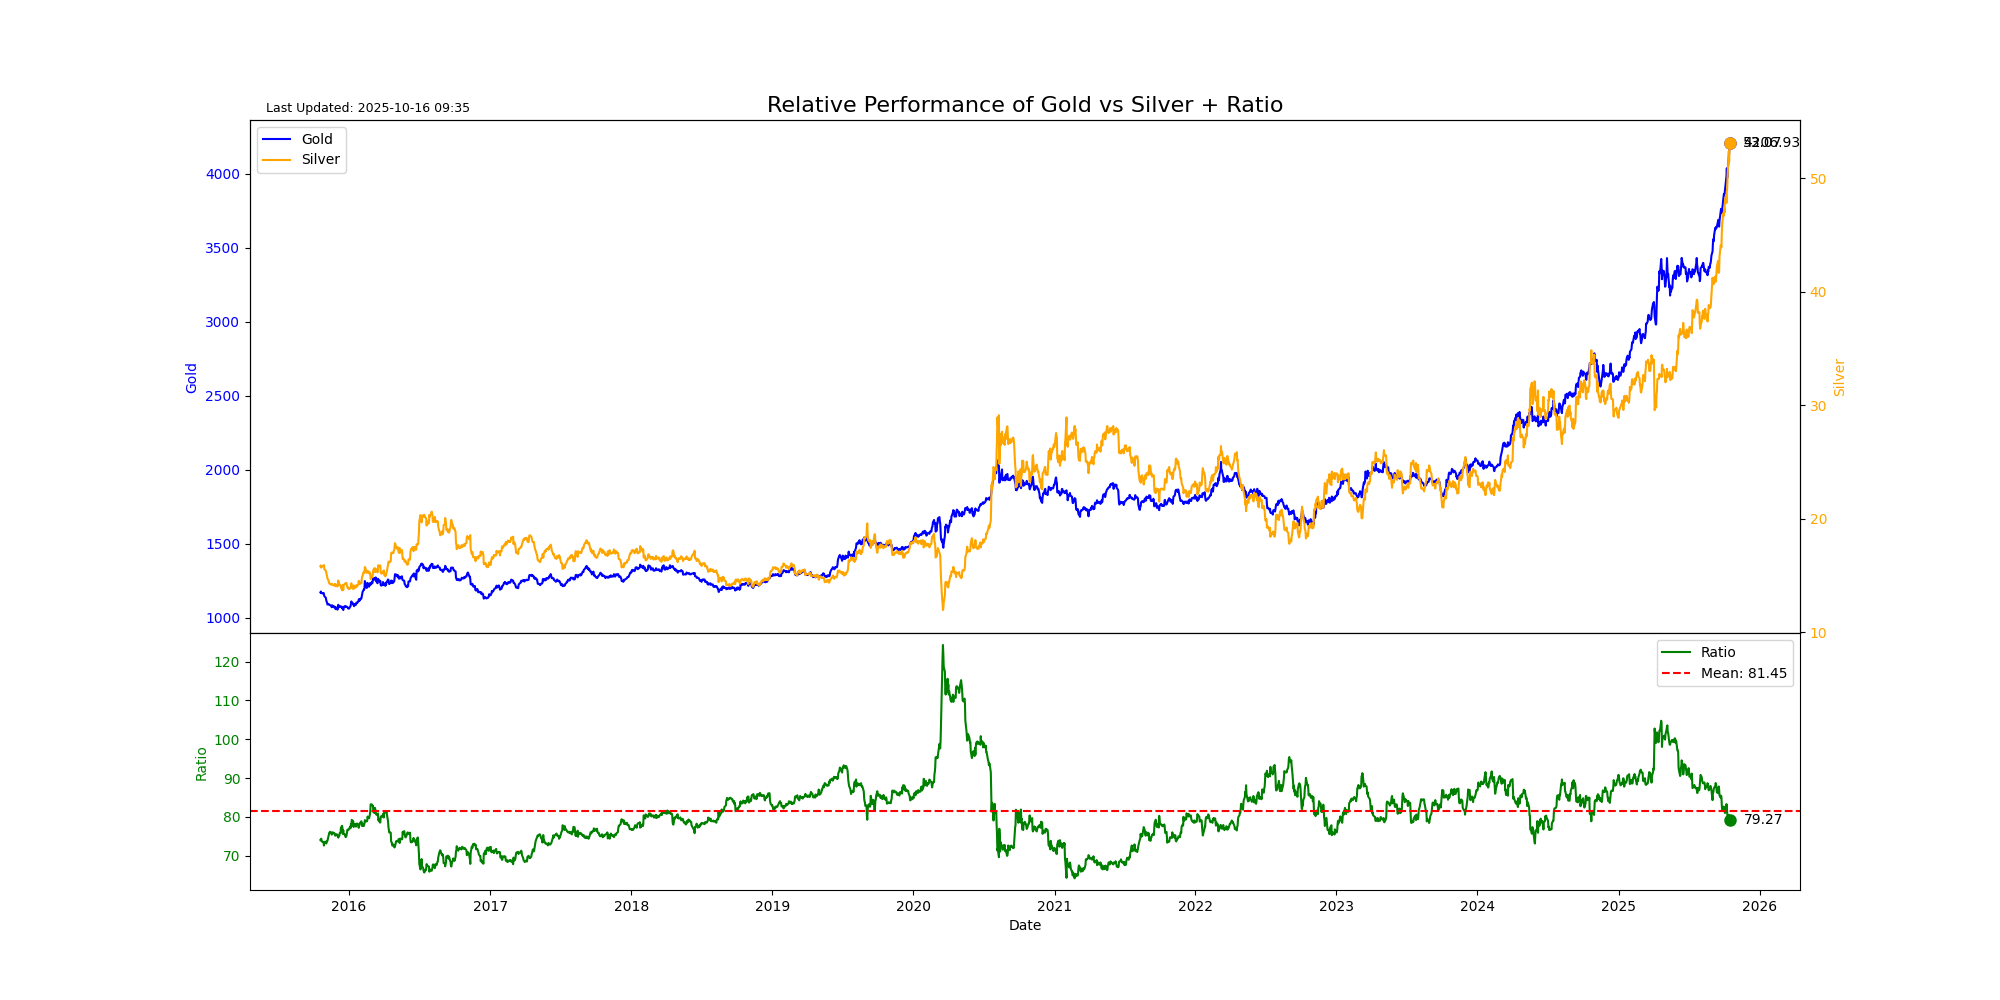 Last Updated: 2025-10-16 09:35
Relative Performance of Gold vs Silver + Ratio
Gold
Silver
4000
3500
3000
2500
2000
1500
1000
Gold
50
40
30
20
10
Silver
120
110
100
90
80
70
Ratio
Ratio
Mean: 81.45
79.27
2016 2017 2018 2019 2020 2021 2022 2023 2024 2025 2026
Date